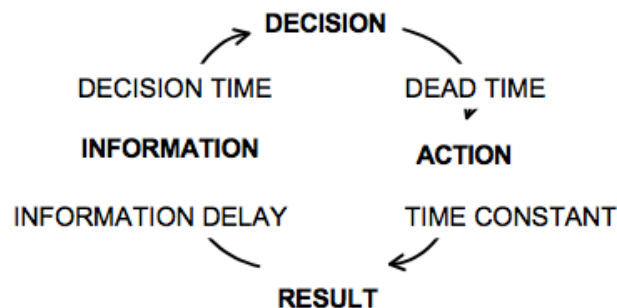 DECISION
DECISION TIME
DEAD TIME
INFORMATION
ACTION
INFORMATION DELAY
TIME CONSTANT
RESULT